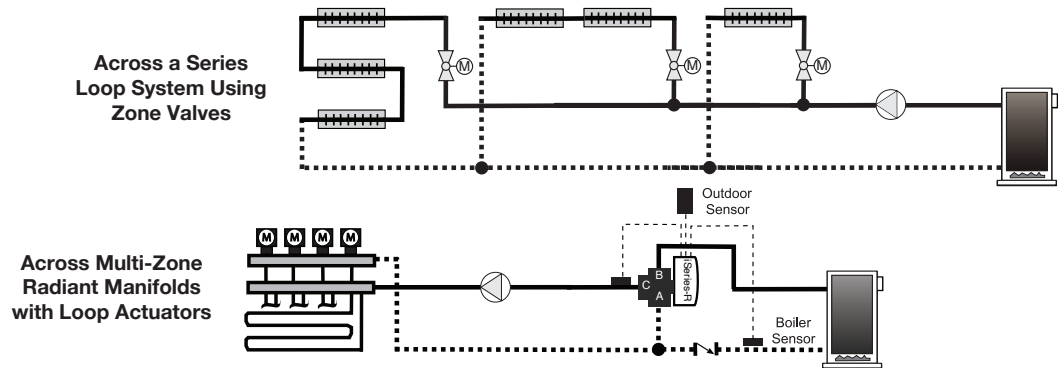 Across a Series
Loop System Using
Zone Valves
M
M
M
Outdoor
Sensor
Across Multi-Zone
Radiant Manifolds
with Loop Actuators
M M M M
B
C
A
iSeries-R
Boiler
Sensor